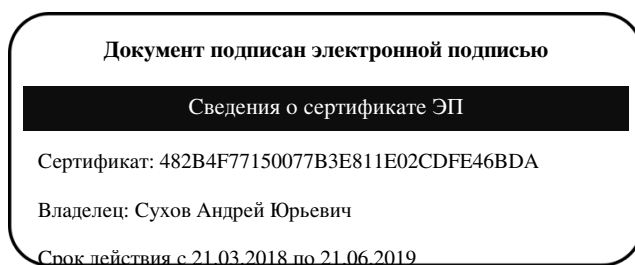 Документ подписан электронной подписью
Сведения о сертификате ЭП
Сертификат: 482B4F77150077B3E811E02CDFE46BDA
Владелец: Сухов Андрей Юрьевич
Срок действия с 21.03.2018 по 21.06.2019